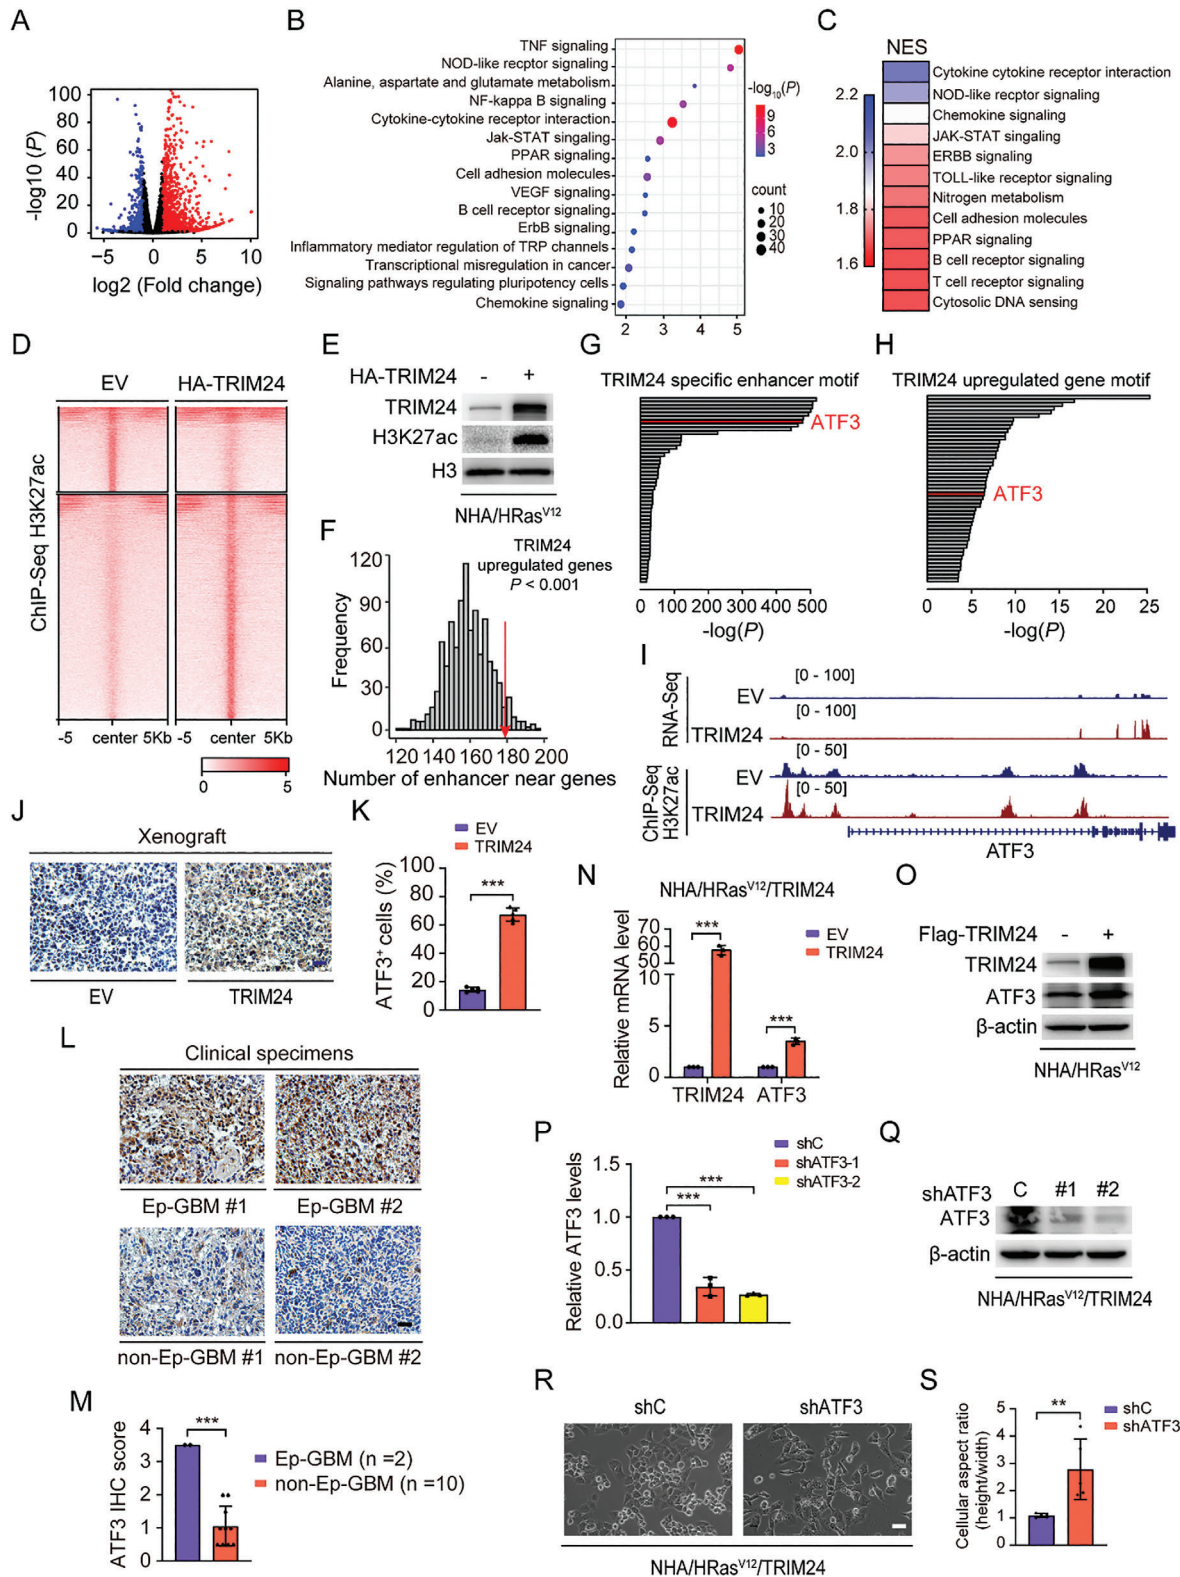 A
-log10 (P)
100
80
60
40
20
0
-5 0 5 10
log2 (Fold change)
B
TNF signaling
NOD-like recptor signaling
Alanine, aspartate and glutamate metabolism
NF-kappa B signaling
Cytokine-cytokine receptor interaction
Jak-STAT singaling
PPAR signaling
Cell adhesion molecules
VEGF signaling
B cell receptor signaling
ErbB signaling
Inflammatory mediator regulation of TRP channels
Transcriptional misregulation in cancer
Signaling pathways regulating pluripotency cells
Chemokine signaling
2 3 4 5
-log10(P)
9
6
3
count
10
20
30
40
C
NES
2.2
2.0
1.8
1.6
Cytokine cytokine receptor interaction
NOD-like recptor signaling
Chemokine signaling
JAK-STAT singaling
ERBB signaling
TOLL-like receptor signaling
Nitrogen metabolism
Cell adhesion molecules
PPAR signaling
B cell receptor signaling
T cell receptor signaling
Cytosolic DNA sensing
D
EV HA-TRIM24
ChIP-Seq H3K27ac
-5 center 5Kb -5 center 5Kb
0 5
E
HA-TRIM24 - +
TRIM24
H3K27ac
H3
NHA/HRasV12
F
TRIM24
upregulated genes
P < 0.001
Frequency
120
90
60
30
0
120 140 160 180 200
Number of enhancer near genes
G
TRIM24 specific enhancer motif
ATF3
0 100 200 300 400 500
-log(P)
H
TRIM24 upregulated gene motif
ATF3
0 5 10 15 20 25
-log(P)
I
RNA-Seq
[0 - 100]
EV
[0 - 100]
TRIM24
ChIP-Seq
H3K27ac
[0 - 50]
EV
[0 - 50]
TRIM24
ATF3
J
Xenograft
EV TRIM24
K
EV
TRIM24
ATF3+ cells (%)
100
80
60
40
20
0
***
L
Clinical specimens
Ep-GBM #1 Ep-GBM #2
non-Ep-GBM #1 non-Ep-GBM #2
M
ATF3 IHC score
4
3
2
1
0
***
Ep-GBM (n =2)
non-Ep-GBM (n =10)
N
NHA/HRasV12/TRIM24
Relative mRNA level
70
60
50
10
5
0
***
***
EV
TRIM24
TRIM24 ATF3
O
Flag-TRIM24 - +
TRIM24
ATF3
β-actin
NHA/HRasV12
P
shC
shATF3-1
shATF3-2
Relative ATF3 levels
1.5
1.0
0.5
0.0
***
***
Q
shATF3 C #1 #2
ATF3
β-actin
NHA/HRasV12/TRIM24
R
shC shATF3
NHA/HRasV12/TRIM24
S
Cellular aspect ratio
(height/width)
5
4
3
2
1
0
**
shC
shATF3